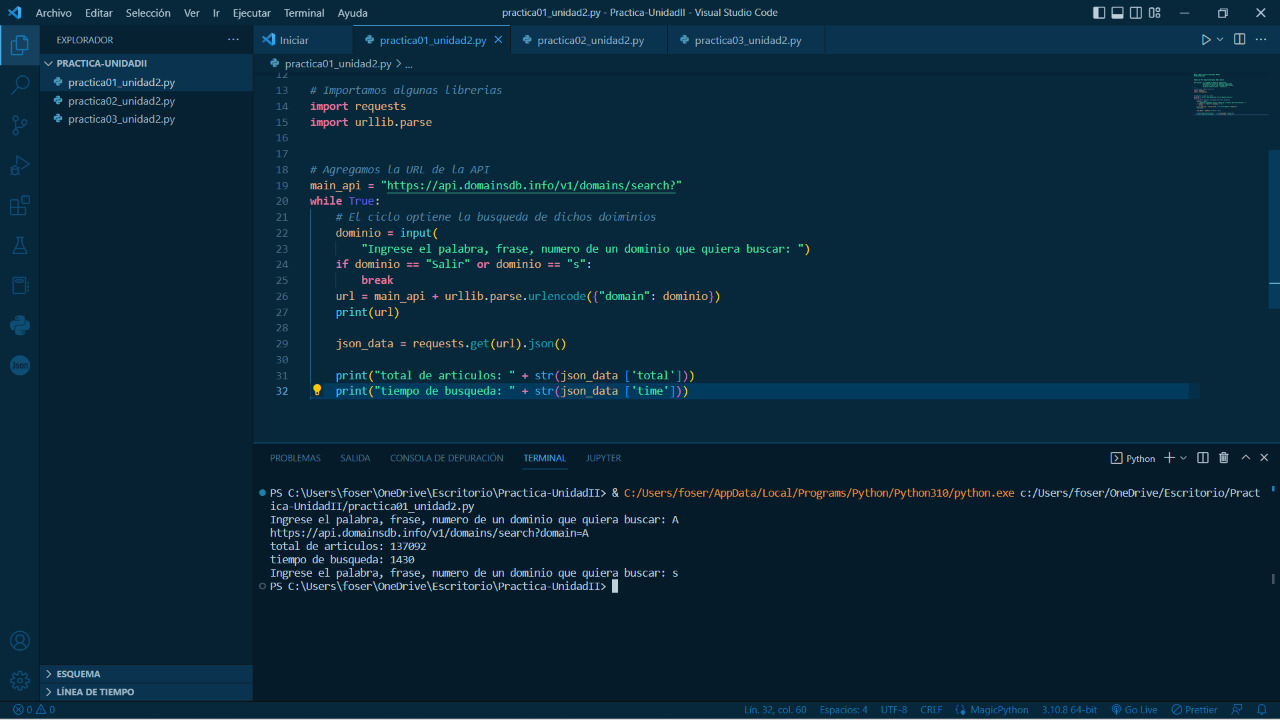 Archivo Editar Selección Ver Ir Ejecutar Terminal Ayuda
practica01_unidad2.py - Practica-UnidadII - Visual Studio Code
EXPLORADOR
PRACTICA-UNIDADII
practica01_unidad2.py
practica02_unidad2.py
practica03_unidad2.py
Iniciar
practica01_unidad2.py
practica02_unidad2.py
practica03_unidad2.py
practica01_unidad2.py > ...
12
13 # Importamos algunas librerias
14 import requests
15 import urllib.parse
16
17
18 # Agregamos la URL de la API
19 main_api = "https://api.domainsdb.info/v1/domains/search?"
20 while True:
21 # El ciclo optiene la busqueda de dichos doiminios
22 dominio = input(
23 "Ingrese el palabra, frase, numero de un dominio que quiera buscar: ")
24 if dominio == "Salir" or dominio == "s":
25 break
26 url = main_api + urllib.parse.urlencode({"domain": dominio})
27 print(url)
28
29 json_data = requests.get(url).json()
30
31 print("total de articulos: " + str(json_data ['total']))
32 print("tiempo de busqueda: " + str(json_data ['time']))
PROBLEMAS SALIDA CONSOLA DE DEPURACIÓN TERMINAL JUPYTER
Python
PS C:\Users\foser\OneDrive\Escritorio\Practica-UnidadII> & C:/Users/foser/AppData/Local/Programs/Python/Python310/python.exe c:/Users/foser/OneDrive/Escritorio/Pract
ica-UnidadII/practica01_unidad2.py
Ingrese el palabra, frase, numero de un dominio que quiera buscar: A
https://api.domainsdb.info/v1/domains/search?domain=A
total de articulos: 137092
tiempo de busqueda: 1430
Ingrese el palabra, frase, numero de un dominio que quiera buscar: s
PS C:\Users\foser\OneDrive\Escritorio\Practica-UnidadII>
Json
ESQUEMA
LÍNEA DE TIEMPO
0 0
Lín. 32, col. 60 Espacios: 4 UTF-8 CRLF MagicPython 3.10.8 64-bit Go Live Prettier